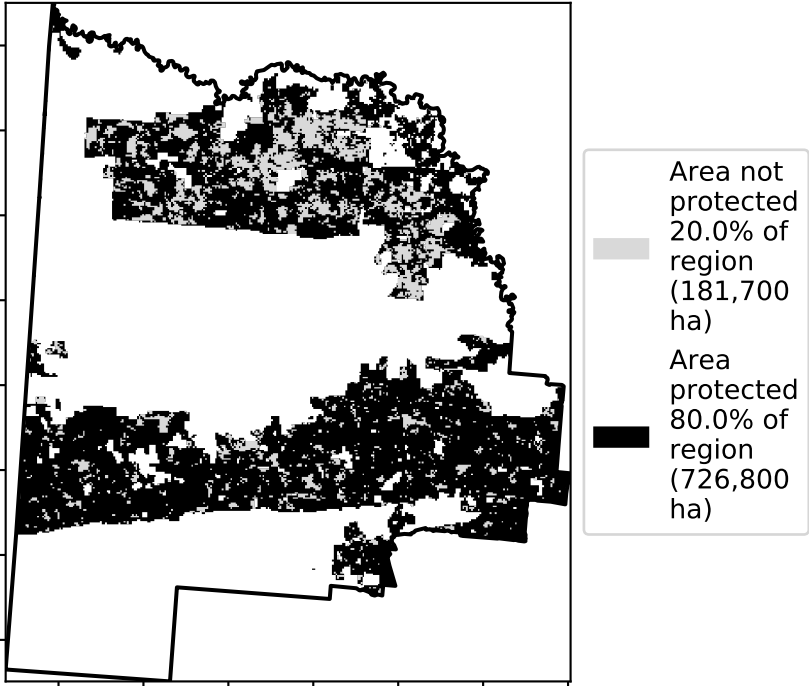 Area not
protected
20.0% of
region
(181,700
ha)
Area
protected
80.0% of
region
(726,800
ha)